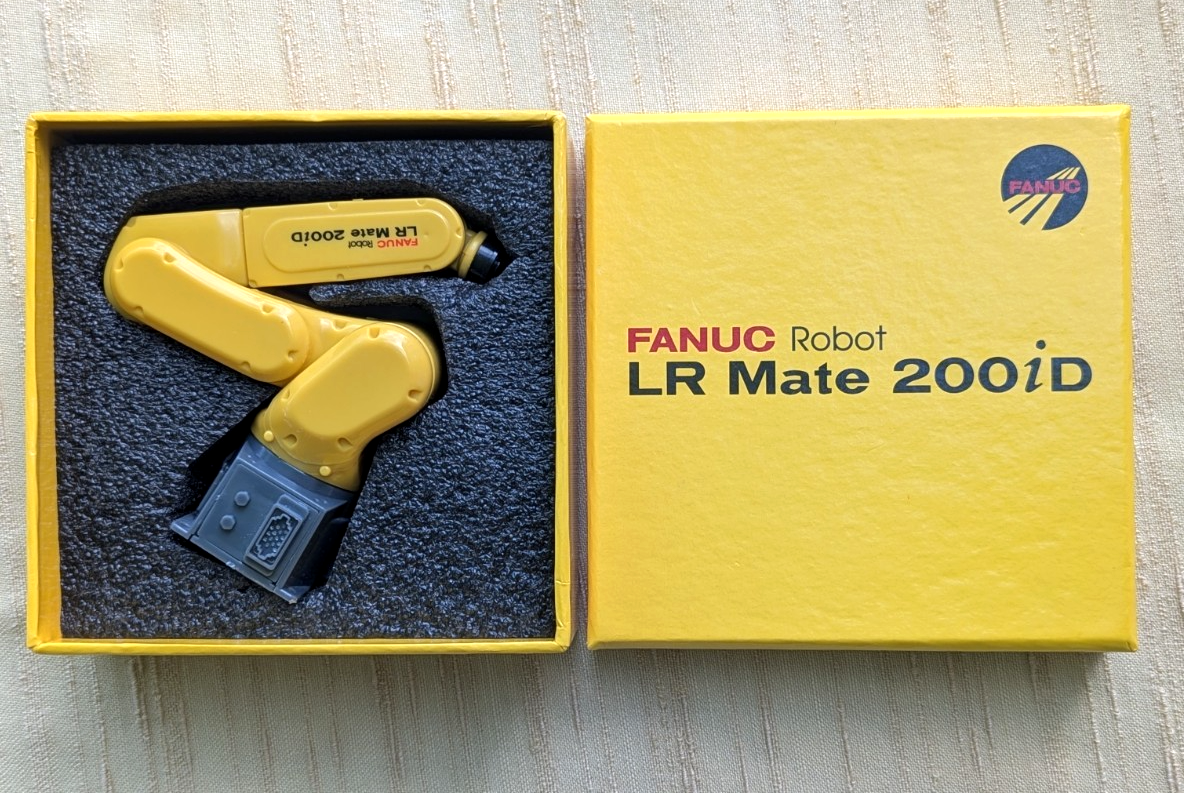 FANUC Robot
LR Mate 200iD
FANUC
FANUC Robot
LR Mate 200iD